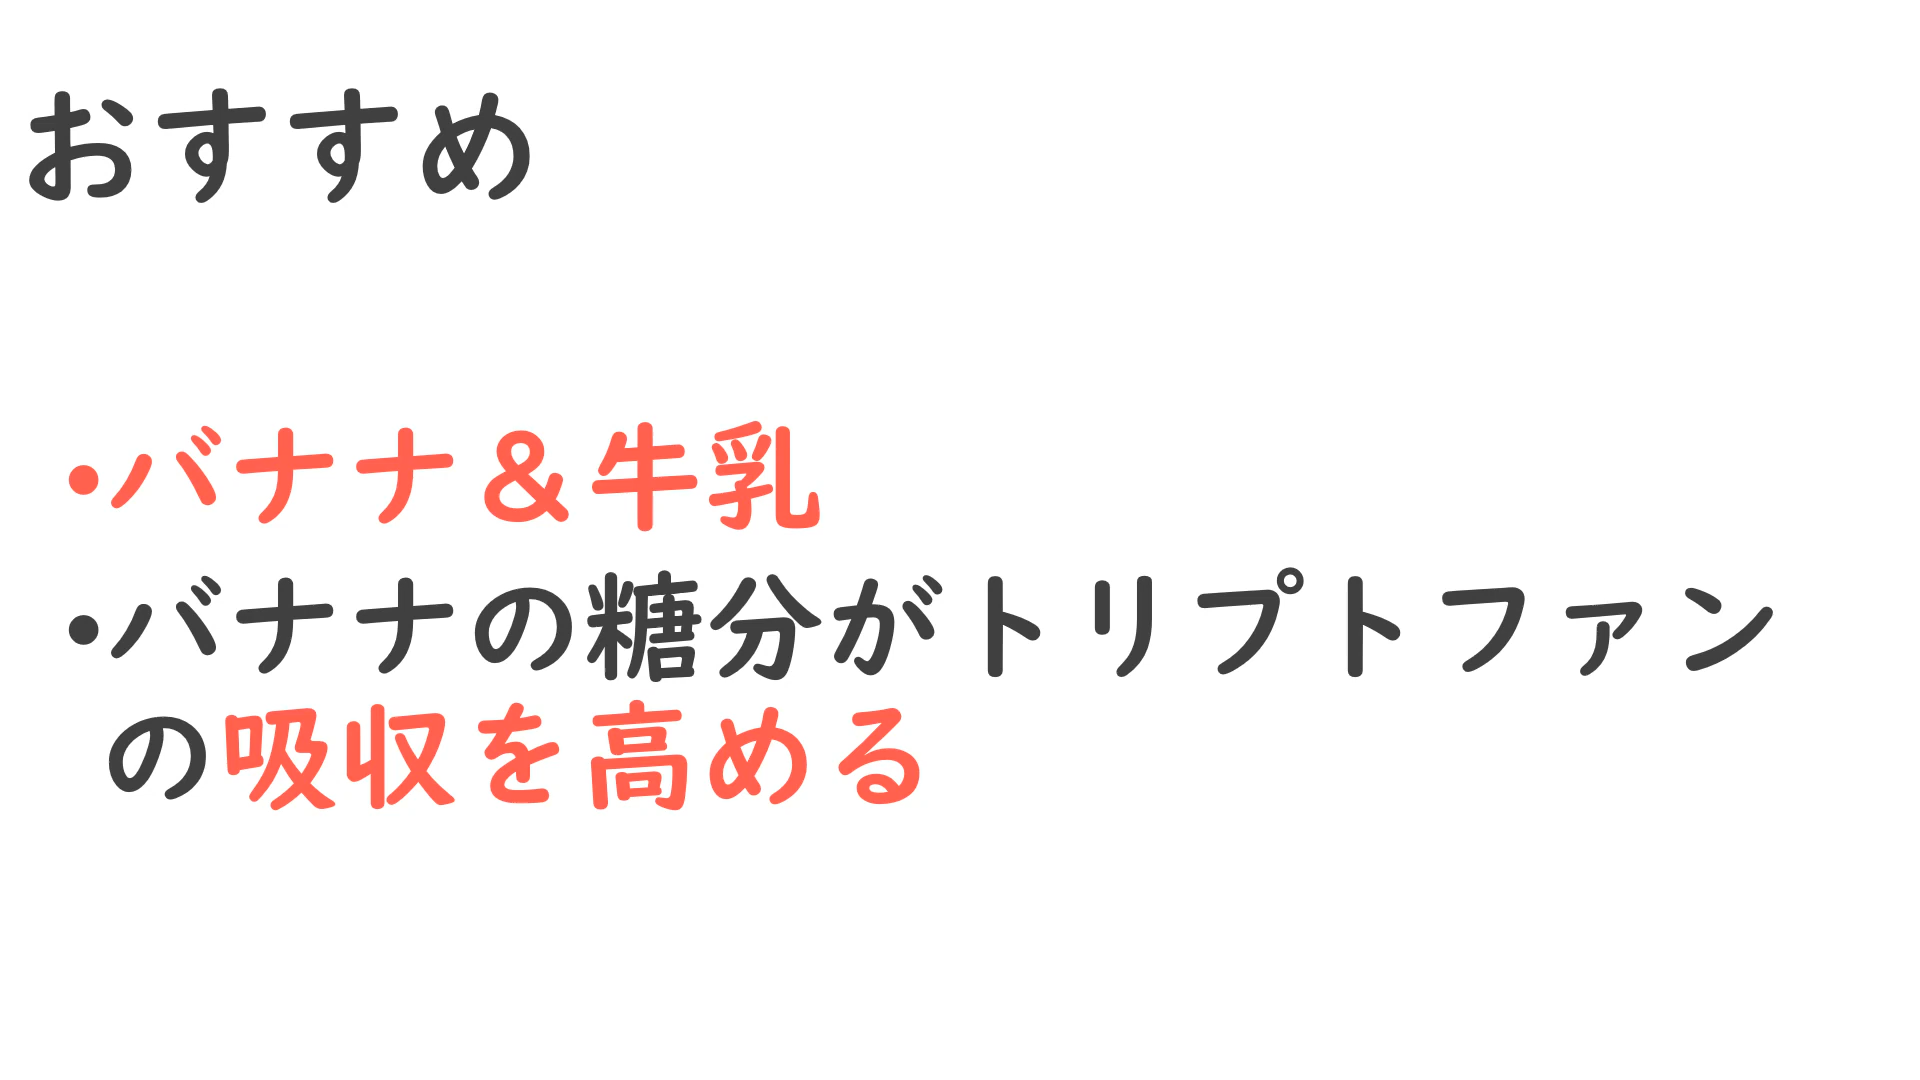 おすすめ
・バナナ＆牛乳
・バナナの糖分がトリプトファン
の吸収を高める